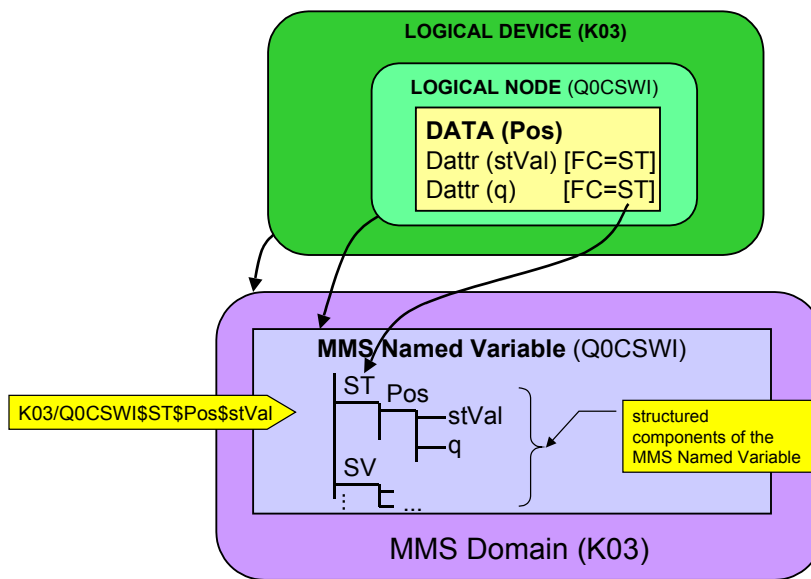 LOGICAL DEVICE (K03)
LOGICAL NODE (Q0CSWI)
DATA (Pos)
Dattr (stVal) [FC=ST]
Dattr (q) [FC=ST]
MMS Named Variable (Q0CSWI)
ST
Pos
stVal
q
SV
...
...
K03/Q0CSWI$ST$Pos$stVal
structured
components of the
MMS Named Variable
MMS Domain (K03)